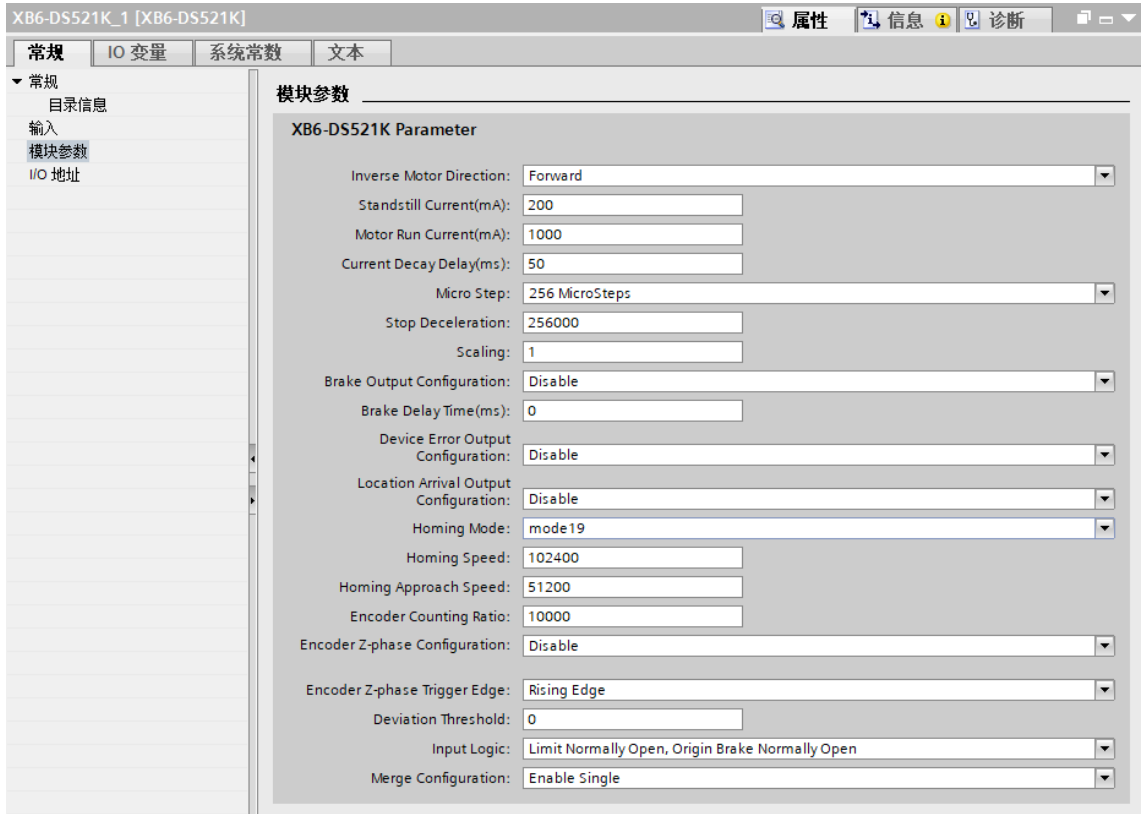 XB6-DS521K_1 [XB6-DS521K]
属性
信息
诊断
常规
IO 变量
系统常数
文本
常规
目录信息
输入
模块参数
I/O 地址
模块参数
XB6-DS521K Parameter
Inverse Motor Direction: Forward
Standstill Current(mA): 200
Motor Run Current(mA): 1000
Current Decay Delay(ms): 50
Micro Step: 256 MicroSteps
Stop Deceleration: 256000
Scaling: 1
Brake Output Configuration: Disable
Brake Delay Time(ms): 0
Device Error Output
Configuration: Disable
Location Arrival Output
Configuration: Disable
Homing Mode: mode19
Homing Speed: 102400
Homing Approach Speed: 51200
Encoder Counting Ratio: 10000
Encoder Z-phase Configuration: Disable
Encoder Z-phase Trigger Edge: Rising Edge
Deviation Threshold: 0
Input Logic: Limit Normally Open, Origin Brake Normally Open
Merge Configuration: Enable Single